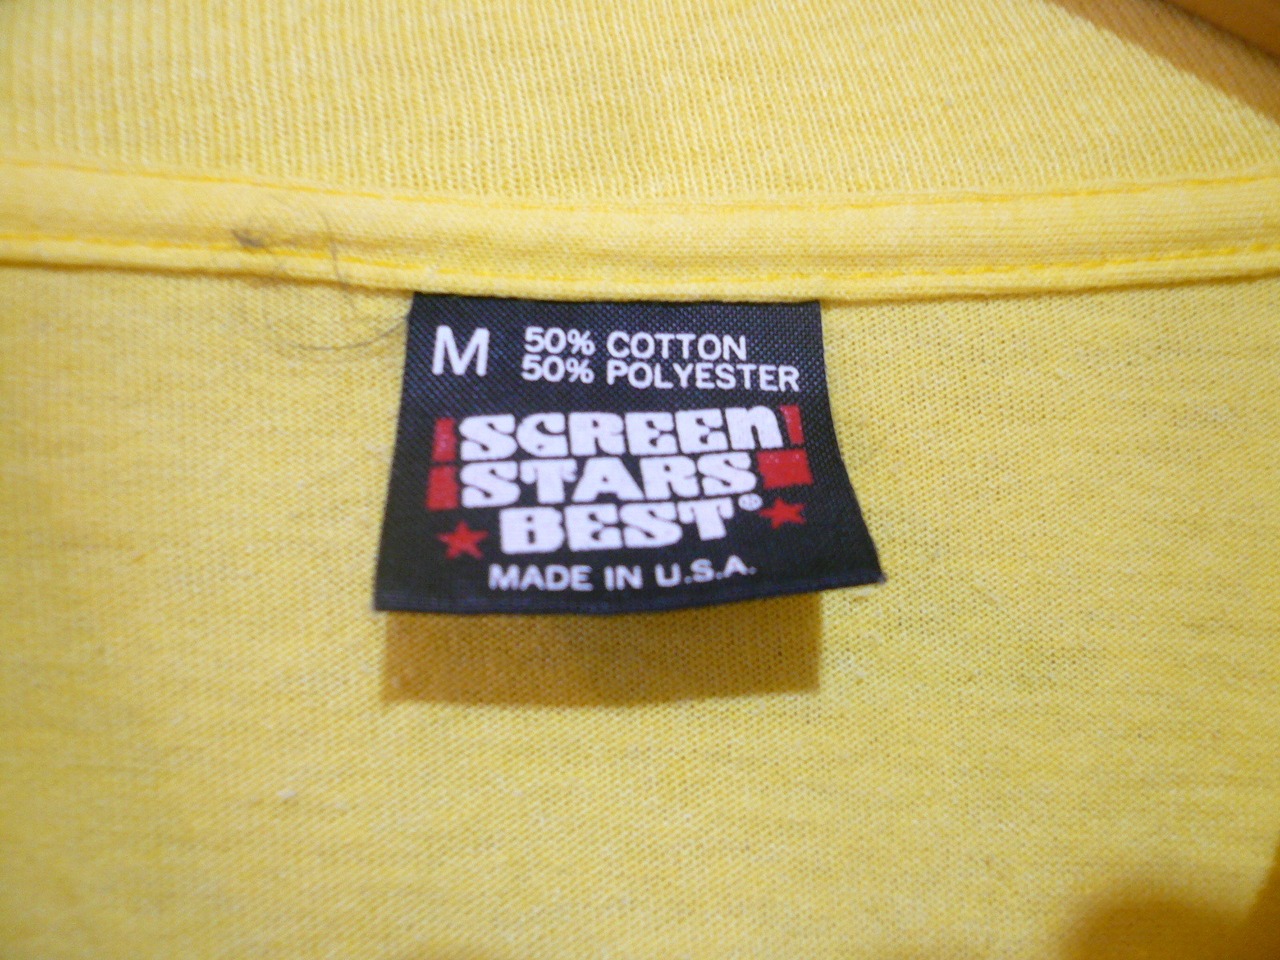 M 50% COTTON
50% POLYESTER
SCREEN
STARS
BEST®
MADE IN U.S.A.